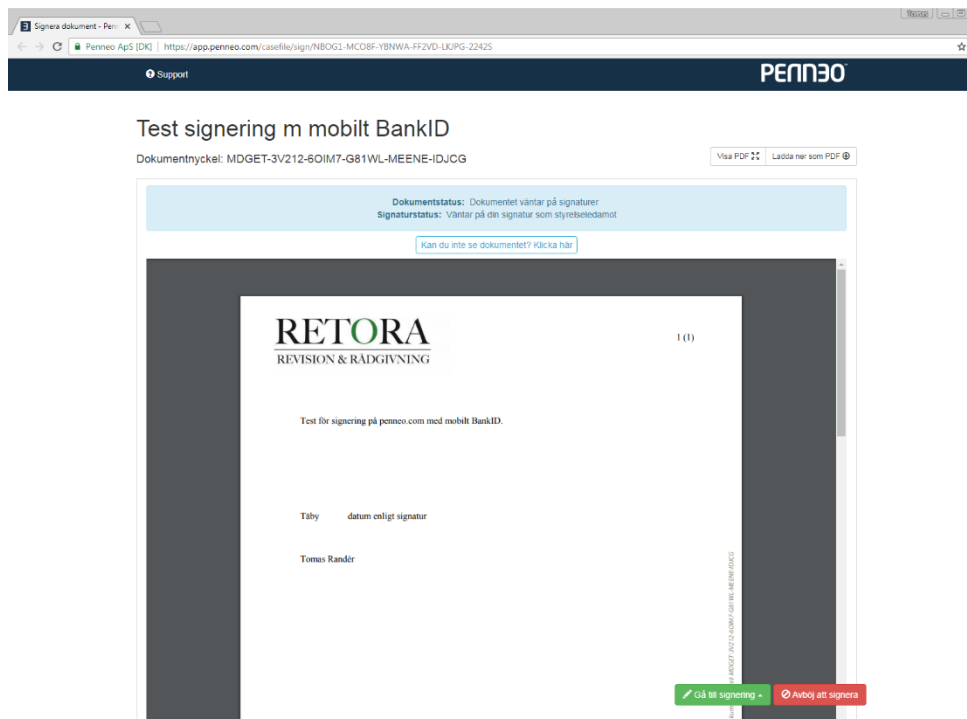 Tomas
Signera dokument - Penn
Penneo ApS [DK] https://app.penneo.com/casefile/sign/NBOG1-MCO8F-YBNWA-FF2VD-LKJPG-2242S
Support
PENNEO
Test signering m mobilt BankID
Dokumentnyckel: MDGET-3V212-6OIM7-G81WL-MEENE-IDJCG
Visa PDF Ladda ner som PDF
Dokumentstatus: Dokumentet väntar på signaturer
Signaturstatus: Väntar på din signatur som styrelseledamot
Kan du inte se dokumentet? Klicka här
RETORA
REVISION & RÅDGIVNING
1 (1)
Test för signering på penneo.com med mobilt BankID.
Täby datum enligt signatur
Tomas Randér
MDGET-3V212-6OIM7-G81WL-MEENE-IDJCG
Gå till signering
Avböj att signera